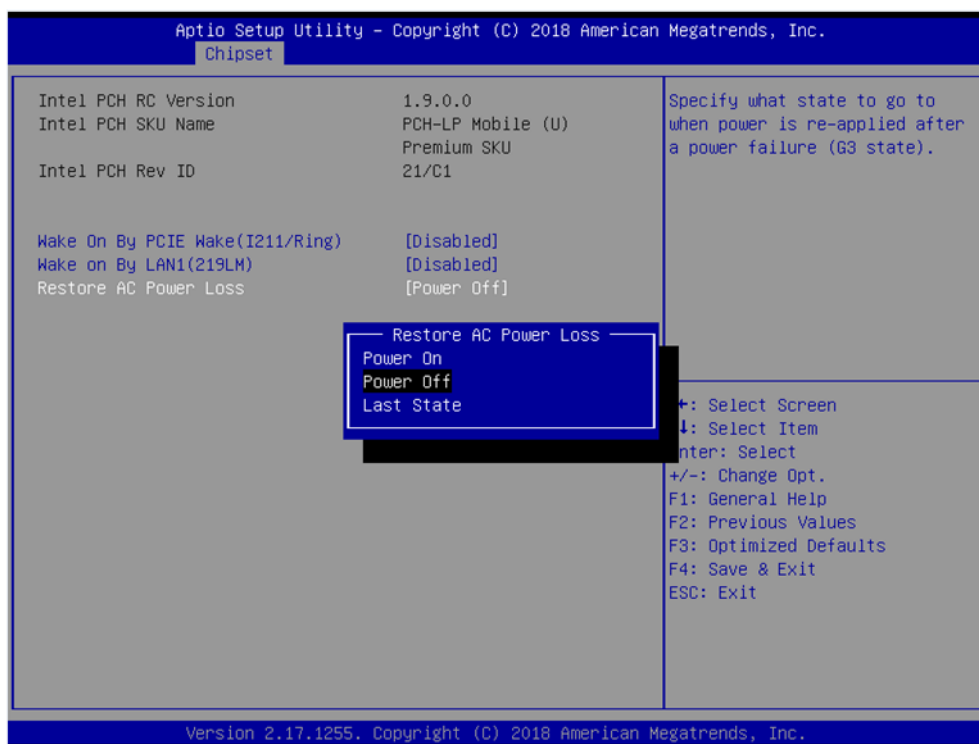 Aptio Setup Utility – Copyright (C) 2018 American Megatrends, Inc.
Chipset
Intel PCH RC Version 1.9.0.0
Intel PCH SKU Name PCH-LP Mobile (U)
Premium SKU
Intel PCH Rev ID 21/C1
Wake On By PCIE Wake(I211/Ring) [Disabled]
Wake on By LAN1(219LM) [Disabled]
Restore AC Power Loss [Power Off]
Restore AC Power Loss
Power On
Power Off
Last State
Specify what state to go to
when power is re-applied after
a power failure (G3 state).
: Select Screen
: Select Item
nter: Select
+/-: Change Opt.
F1: General Help
F2: Previous Values
F3: Optimized Defaults
F4: Save & Exit
ESC: Exit
Version 2.17.1255. Copyright (C) 2018 American Megatrends, Inc.